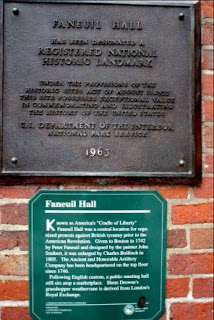 FANEUIL HALL
HAS BEEN DESIGNATED A
REGISTERED NATIONAL
HISTORIC LANDMARK
UNDER THE PROVISIONS OF THE
HISTORIC SITES ACT OF AUGUST 21, 1935
THIS SITE POSSESSES EXCEPTIONAL VALUE
IN COMMEMORATING AND ILLUSTRATING
THE HISTORY OF THE UNITED STATES
U.S. DEPARTMENT OF THE INTERIOR
NATIONAL PARK SERVICE
1963
Faneuil Hall
Known as America's "Cradle of Liberty"
Faneuil Hall was a central location for orga-
nized protests against British tyranny prior to the
American Revolution. Given to Boston in 1742
by Peter Faneuil and designed by the painter John
Smibert, it was enlarged by Charles Bulfinch in
1805. The Ancient and Honorable Artillery
Company has been headquartered on the top floor
since 1746.
Following English custom, a public meeting hall
still sits atop a marketplace. Shem Drowne's
grasshopper weathervane is derived from London's
Royal Exchange.